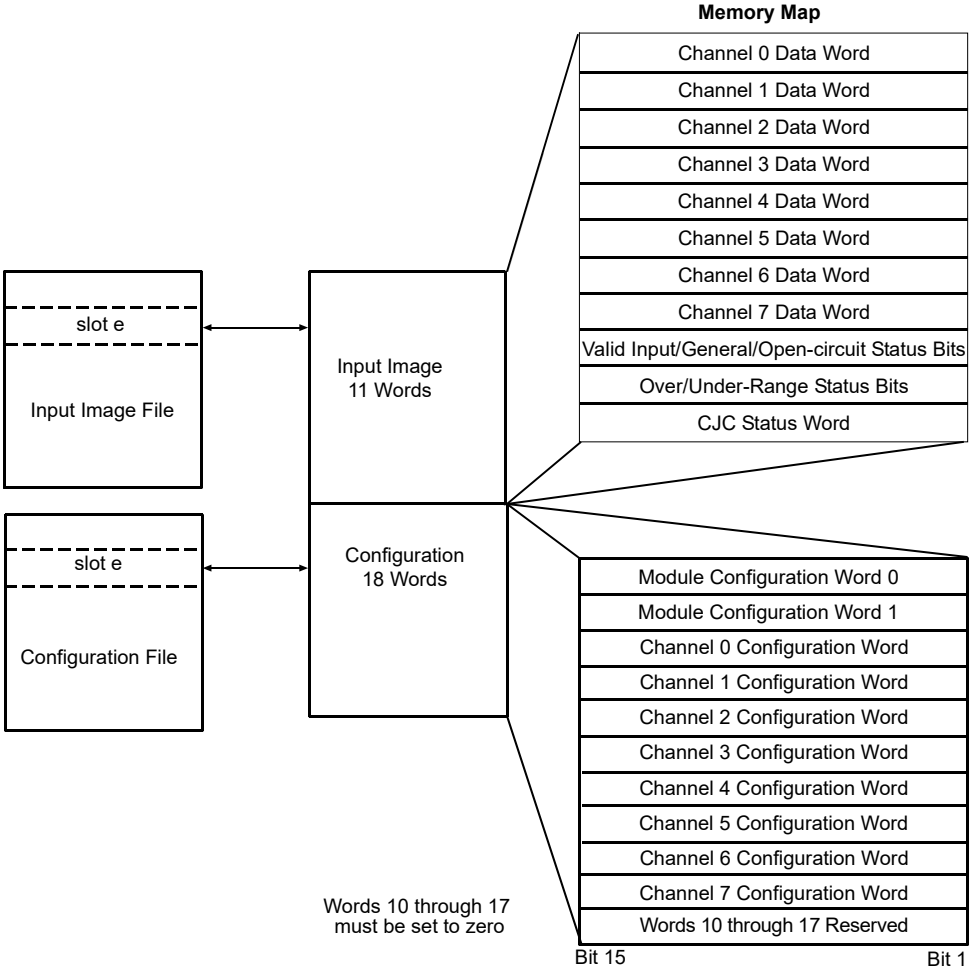 Memory Map
Channel 0 Data Word
Channel 1 Data Word
Channel 2 Data Word
Channel 3 Data Word
Channel 4 Data Word
Channel 5 Data Word
Channel 6 Data Word
Channel 7 Data Word
Valid Input/General/Open-circuit Status Bits
Over/Under-Range Status Bits
CJC Status Word
slot e
Input Image File
Input Image
11 Words
slot e
Configuration File
Configuration
18 Words
Module Configuration Word 0
Module Configuration Word 1
Channel 0 Configuration Word
Channel 1 Configuration Word
Channel 2 Configuration Word
Channel 3 Configuration Word
Channel 4 Configuration Word
Channel 5 Configuration Word
Channel 6 Configuration Word
Channel 7 Configuration Word
Words 10 through 17 Reserved
Words 10 through 17
must be set to zero
Bit 15
Bit 1